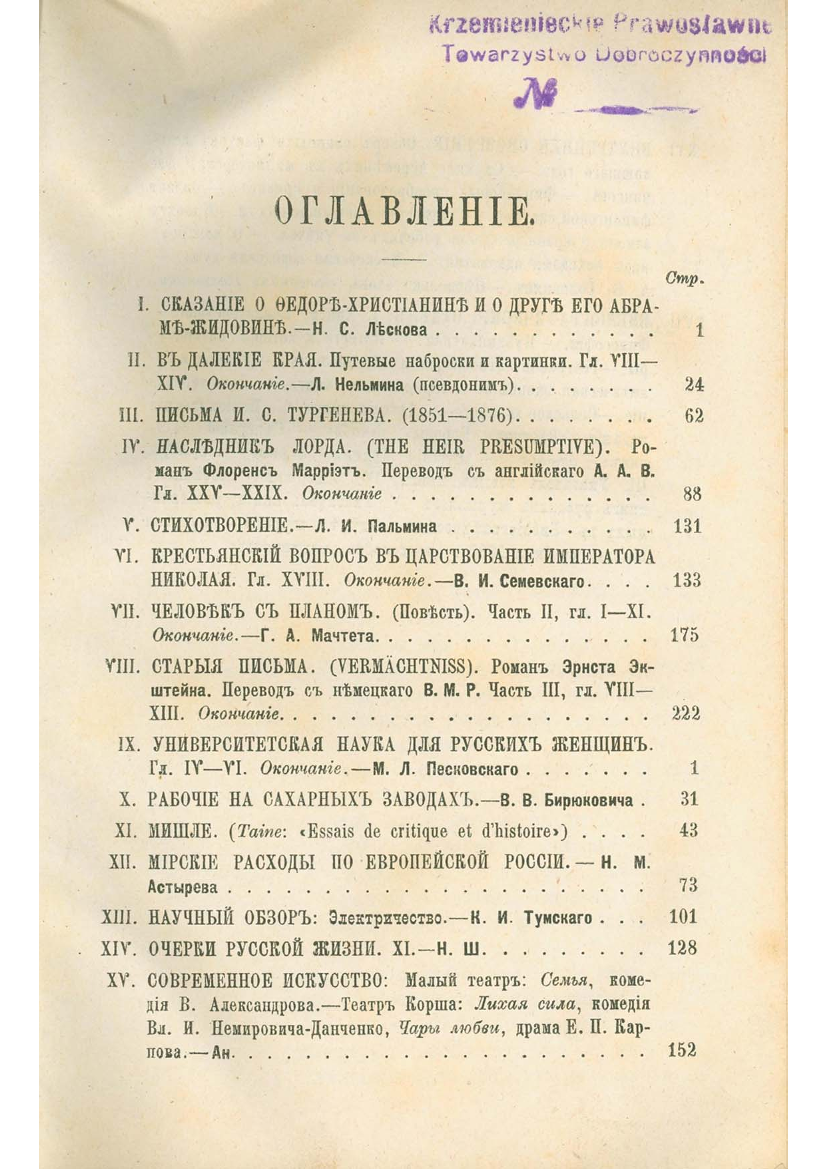 Krzemienieckie Prawosławne
Towarzystwo Dobroczynności
№
ОГЛАВЛЕНІЕ.
Стр.
I. СКАЗАНІЕ О ѲЕДОРѢ-ХРИСТІАНИНѢ И О ДРУГѢ ЕГО АБРА-
МѢ-ЖИДОВИНѢ.—Н. С. Лѣскова . . . . . . . . . . . . 1
II. ВЪ ДАЛЕКІЕ КРАЯ. Путевые наброски и картинки. Гл. VIII—
XIV. Окончаніе.—Л. Нельмина (псевдонимъ). . . . . . . . 24
III. ПИСЬМА И. С. ТУРГЕНЕВА. (1851—1876). . . . . . . . 62
IV. НАСЛѢДНИКЪ ЛОРДА. (THE HEIR PRESUMPTIVE). Ро-
манъ Флоренсъ Марріэтъ. Переводъ съ англійскаго А. А. В.
Гл. XXV—XXIX. Окончаніе . . . . . . . . . . . . . . 88
V. СТИХОТВОРЕНІЕ.—Л. И. Пальмина . . . . . . . . . . . 131
VI. КРЕСТЬЯНСКІЙ ВОПРОСЪ ВЪ ЦАРСТВОВАНІЕ ИМПЕРАТОРА
НИКОЛАЯ. Гл. XVIII. Окончаніе.—В. И. Семевскаго. . . . 133
VII. ЧЕЛОВѢКЪ СЪ ПЛАНОМЪ. (Повѣсть). Часть II, гл. I—XI.
Окончаніе.—Г. А. Мачтета. . . . . . . . . . . . . . . 175
VIII. СТАРЫЯ ПИСЬМА. (VERMÄCHTNISS). Романъ Эрнста Эк-
штейна. Переводъ съ нѣмецкаго В. М. Р. Часть III, гл. VIII—
XIII. Окончаніе. . . . . . . . . . . . . . . . . . . 222
IX. УНИВЕРСИТЕТСКАЯ НАУКА ДЛЯ РУССКИХЪ ЖЕНЩИНЪ.
Гл. IV—VI. Окончаніе.—М. Л. Песковскаго . . . . . . . 1
X. РАБОЧІЕ НА САХАРНЫХЪ ЗАВОДАХЪ.—В. В. Бирюковича . 31
XI. МИШЛЕ. (Taine: «Essais de critique et d'histoire») . . . . 43
XII. МІРСКІЕ РАСХОДЫ ПО ЕВРОПЕЙСКОЙ РОССІИ.—Н. М.
Астырева . . . . . . . . . . . . . . . . . . . . . . 73
XIII. НАУЧНЫЙ ОБЗОРЪ: Электричество.—К. И. Тумскаго . . . 101
XIV. ОЧЕРКИ РУССКОЙ ЖИЗНИ. XI.—Н. Ш. . . . . . . . . 128
XV. СОВРЕМЕННОЕ ИСКУССТВО: Малый театръ: Семья, коме-
дія В. Александрова.—Театръ Корша: Лихая сила, комедія
Вл. И. Немировича-Данченко, Чары любви, драма Е. П. Кар-
пова.—Ан. . . . . . . . . . . . . . . . . . . . . . 152